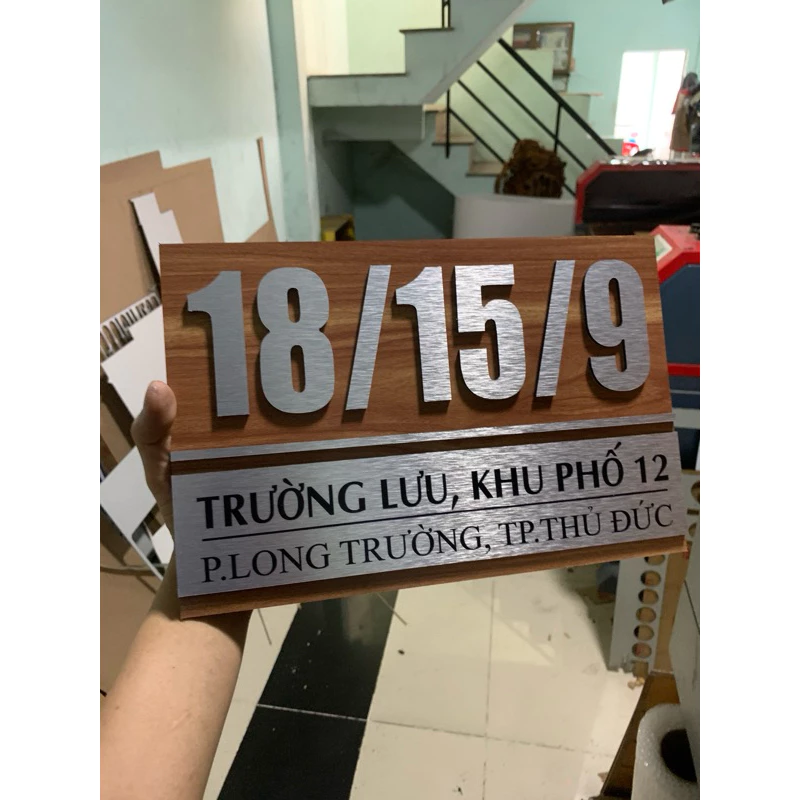 18/15/9
TRƯỜNG LƯU, KHU PHỐ 12
P.LONG TRƯỜNG, TP.THỦ ĐỨC